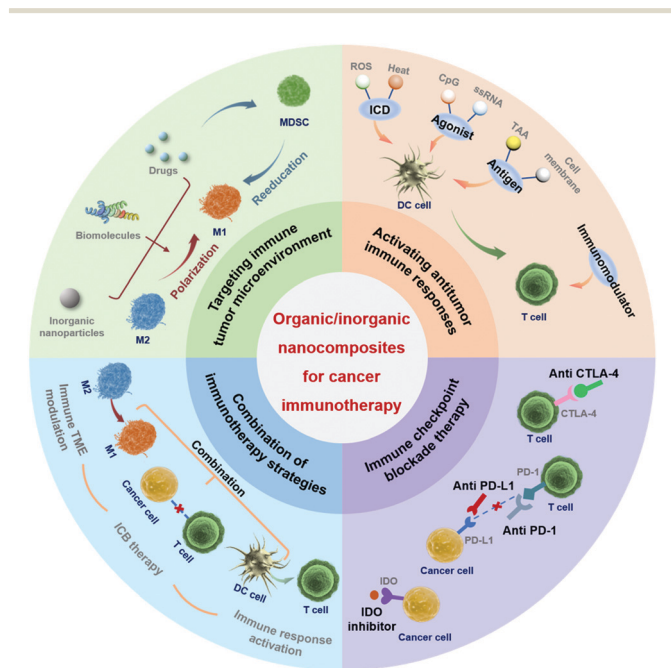 MDSC
Drugs
Reeducation
M1
Biomolecules
Polarization
Inorganic
nanoparticles
M2
Targeting immune
tumor microenvironment
ROS
Heat
ICD
CpG
ssRNA
Agonist
TAA
Antigen
Cell
membrane
DC cell
Immunomodulator
T cell
Activating antitumor
immune responses
Organic/inorganic
nanocomposites
for cancer
immunotherapy
Combination of
immunotherapy strategies
M2
M1
Immune TME
modulation
Combination
Cancer cell
T cell
ICB therapy
DC cell
T cell
Immune response
activation
Immune checkpoint
blockade therapy
Anti CTLA-4
CTLA-4
T cell
PD-1
Anti PD-L1
T cell
Anti PD-1
PD-L1
Cancer cell
IDO
IDO
inhibitor
Cancer cell